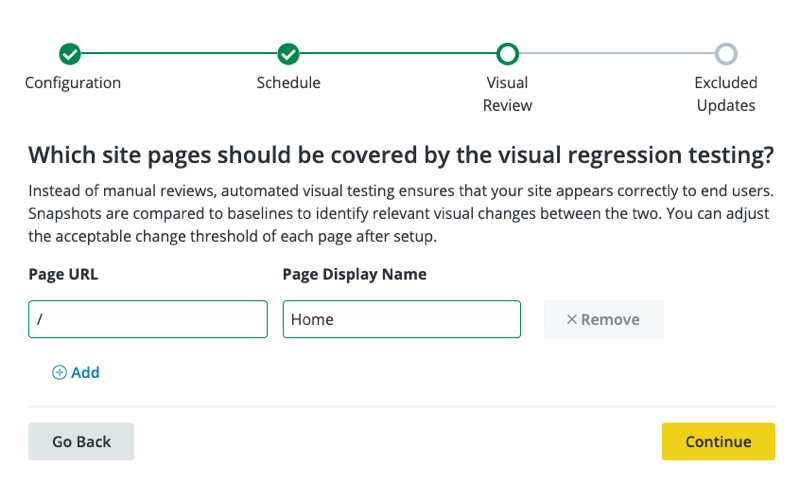 Configuration
Schedule
Visual
Review
Excluded
Updates
Which site pages should be covered by the visual regression testing?
Instead of manual reviews, automated visual testing ensures that your site appears correctly to end users.
Snapshots are compared to baselines to identify relevant visual changes between the two. You can adjust
the acceptable change threshold of each page after setup.
Page URL
Page Display Name
/
Home
Remove
Add
Go Back
Continue